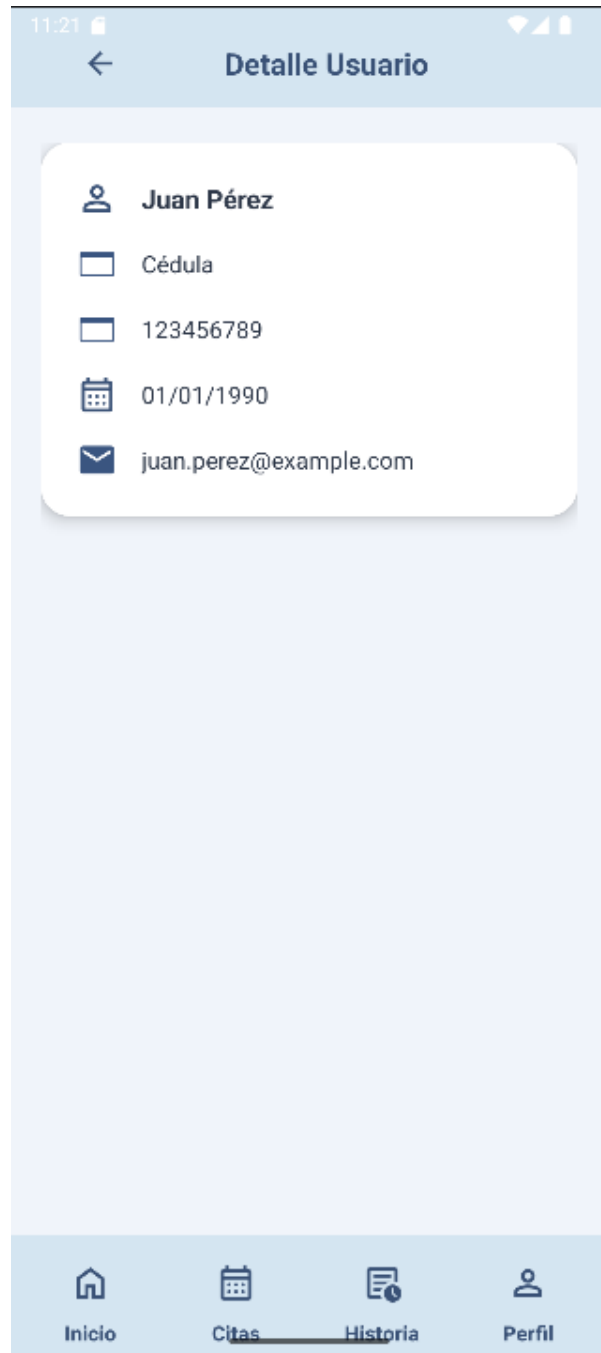 11:21
Detalle Usuario
Juan Pérez
Cédula
123456789
01/01/1990
juan.perez@example.com
Inicio
Citas
Historia
Perfil